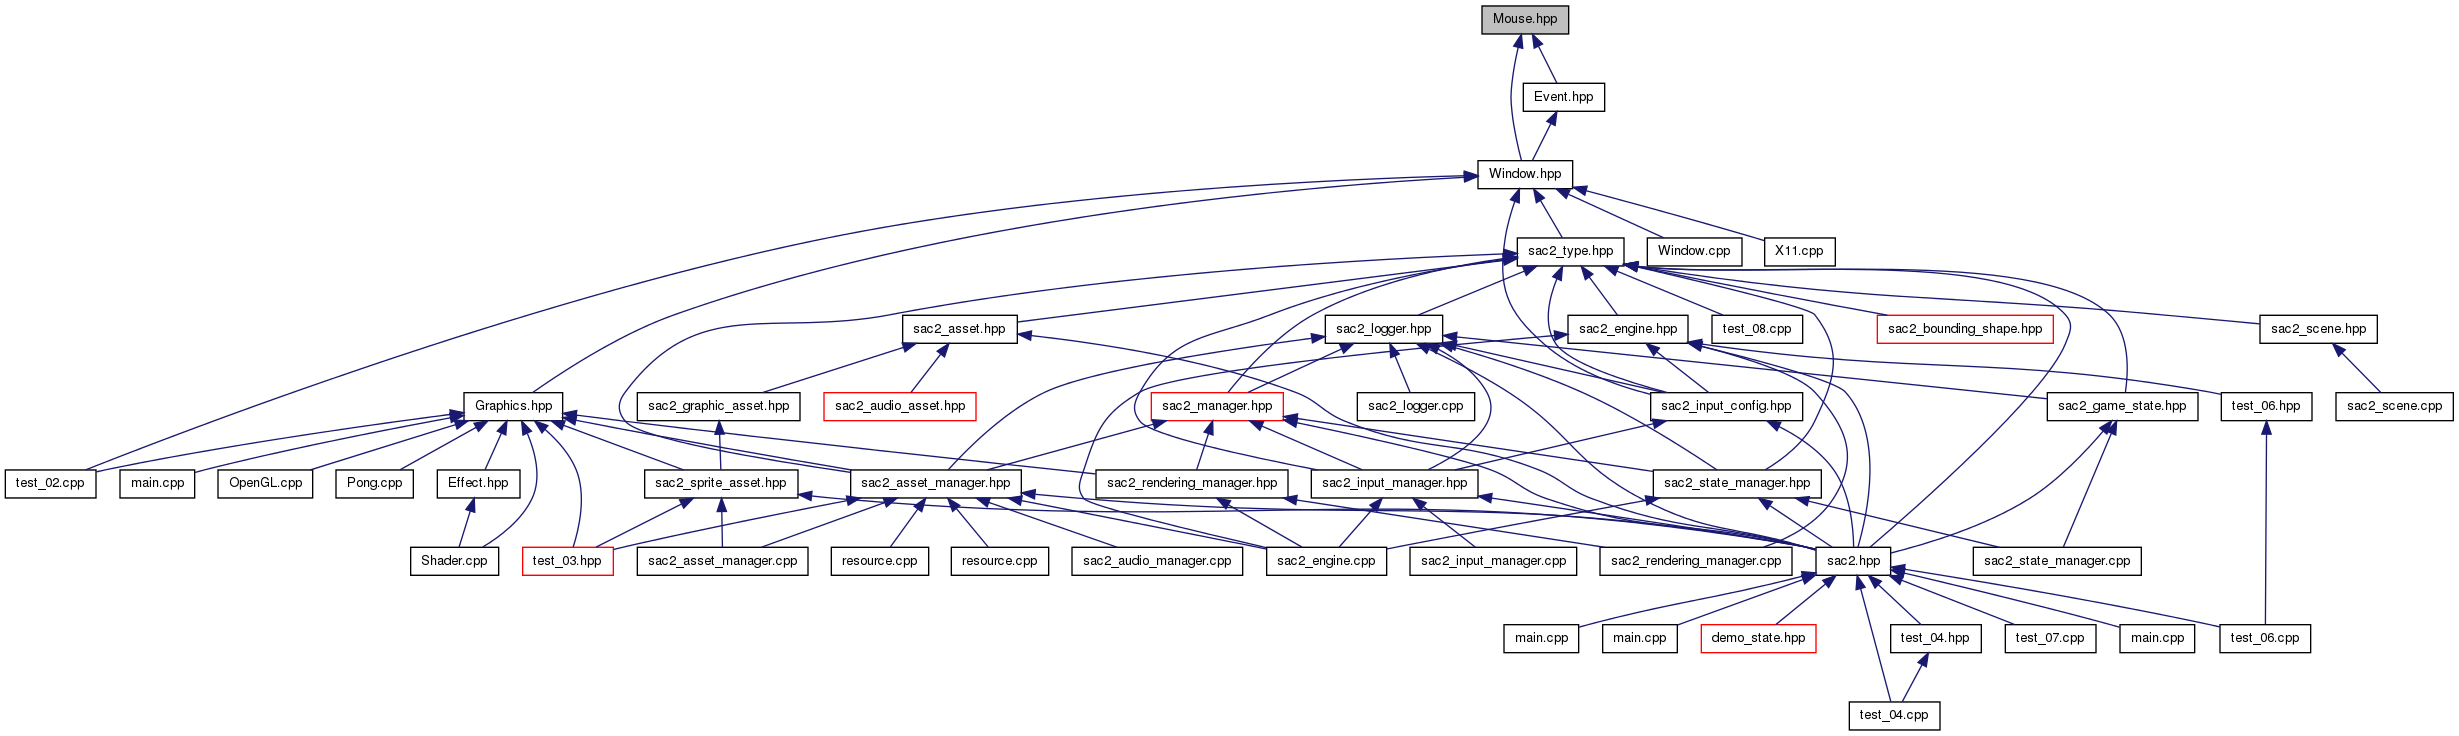 Mouse.hpp
Event.hpp
Window.hpp
sac2_type.hpp
Window.cpp
X11.cpp
sac2_asset.hpp
sac2_logger.hpp
sac2_engine.hpp
test_08.cpp
sac2_bounding_shape.hpp
sac2_scene.hpp
Graphics.hpp
sac2_graphic_asset.hpp
sac2_audio_asset.hpp
sac2_manager.hpp
sac2_logger.cpp
sac2_input_config.hpp
sac2_game_state.hpp
test_06.hpp
sac2_scene.cpp
test_02.cpp
main.cpp
OpenGL.cpp
Pong.cpp
Effect.hpp
sac2_sprite_asset.hpp
sac2_asset_manager.hpp
sac2_rendering_manager.hpp
sac2_input_manager.hpp
sac2_state_manager.hpp
Shader.cpp
test_03.hpp
sac2_asset_manager.cpp
resource.cpp
resource.cpp
sac2_audio_manager.cpp
sac2_engine.cpp
sac2_input_manager.cpp
sac2_rendering_manager.cpp
sac2.hpp
sac2_state_manager.cpp
main.cpp
main.cpp
demo_state.hpp
test_04.hpp
test_07.cpp
main.cpp
test_06.cpp
test_04.cpp